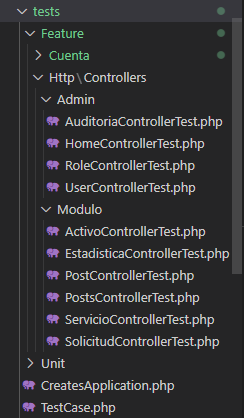 tests
Feature
Cuenta
Http\Controllers
Admin
AuditoriaControllerTest.php
HomeControllerTest.php
RoleControllerTest.php
UserControllerTest.php
Modulo
ActivoControllerTest.php
EstadisticaControllerTest.php
PostControllerTest.php
PostsControllerTest.php
ServicioControllerTest.php
SolicitudControllerTest.php
Unit
CreatesApplication.php
TestCase.php